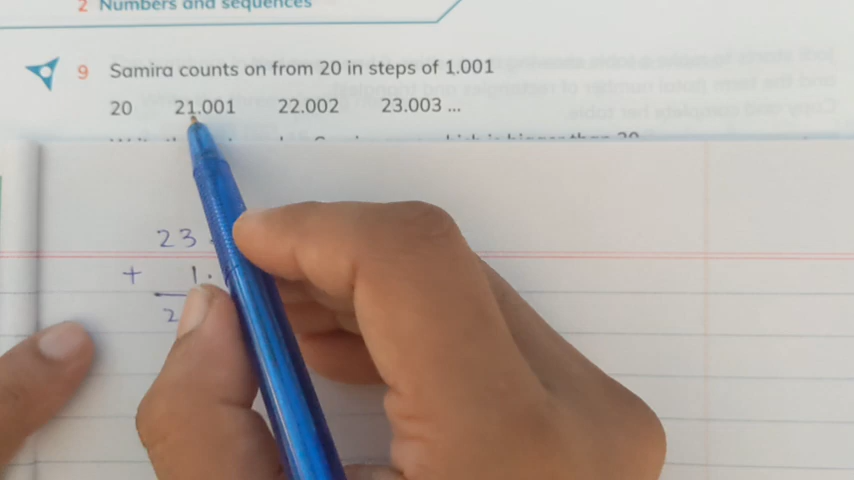 2 Numbers and sequences
9 Samira counts on from 20 in steps of 1.001
20 21.001 22.002 23.003 ...
23
+ 1.
2